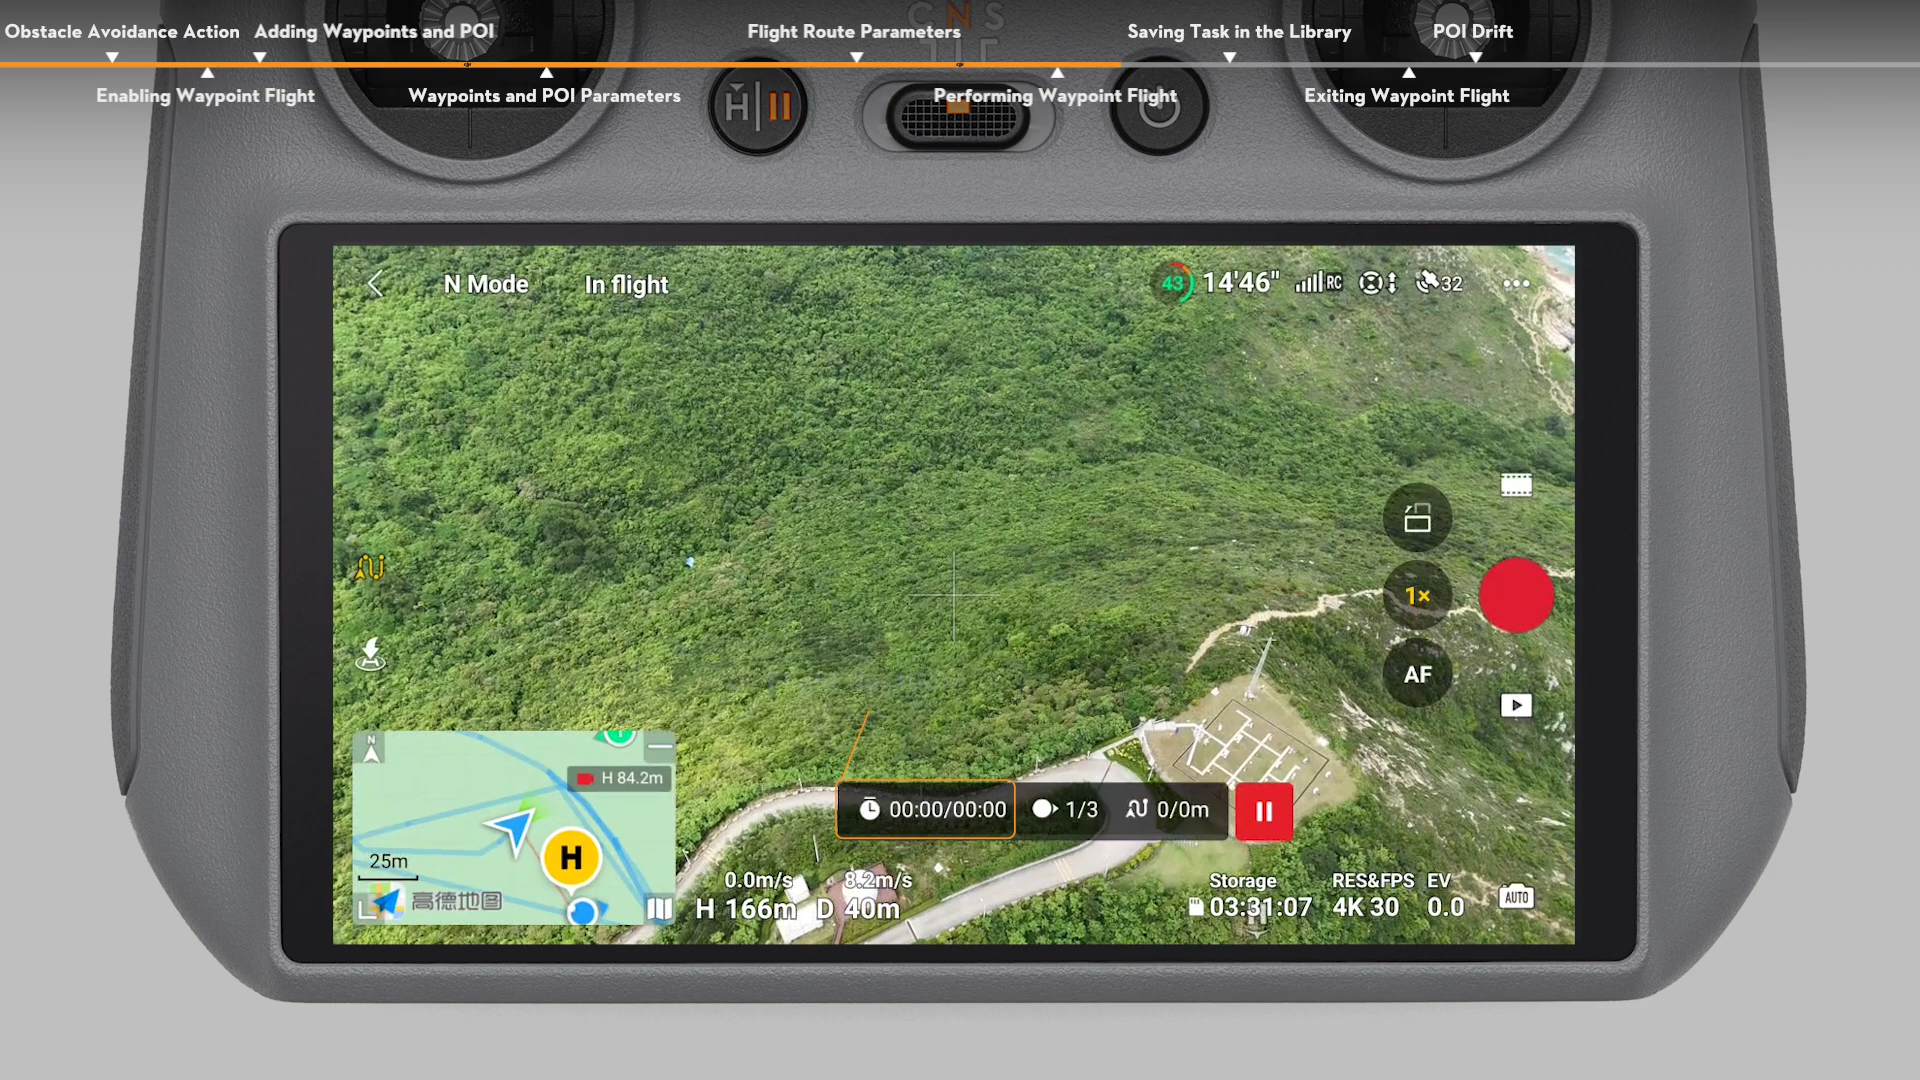 Obstacle Avoidance Action
Adding Waypoints and POI
Flight Route Parameters
Saving Task in the Library
POI Drift
Enabling Waypoint Flight
Waypoints and POI Parameters
Performing Waypoint Flight
Exiting Waypoint Flight
C N S
H
N Mode
In flight
43
14'46"
RC
32
1×
AF
N
H 84.2m
H
25m
高德地图
00:00/00:00
1/3
0/0m
0.0m/s
8.2m/s
H 166m
D 40m
Storage
RES&FPS
EV
03:31:07
4K 30
0.0
AUTO